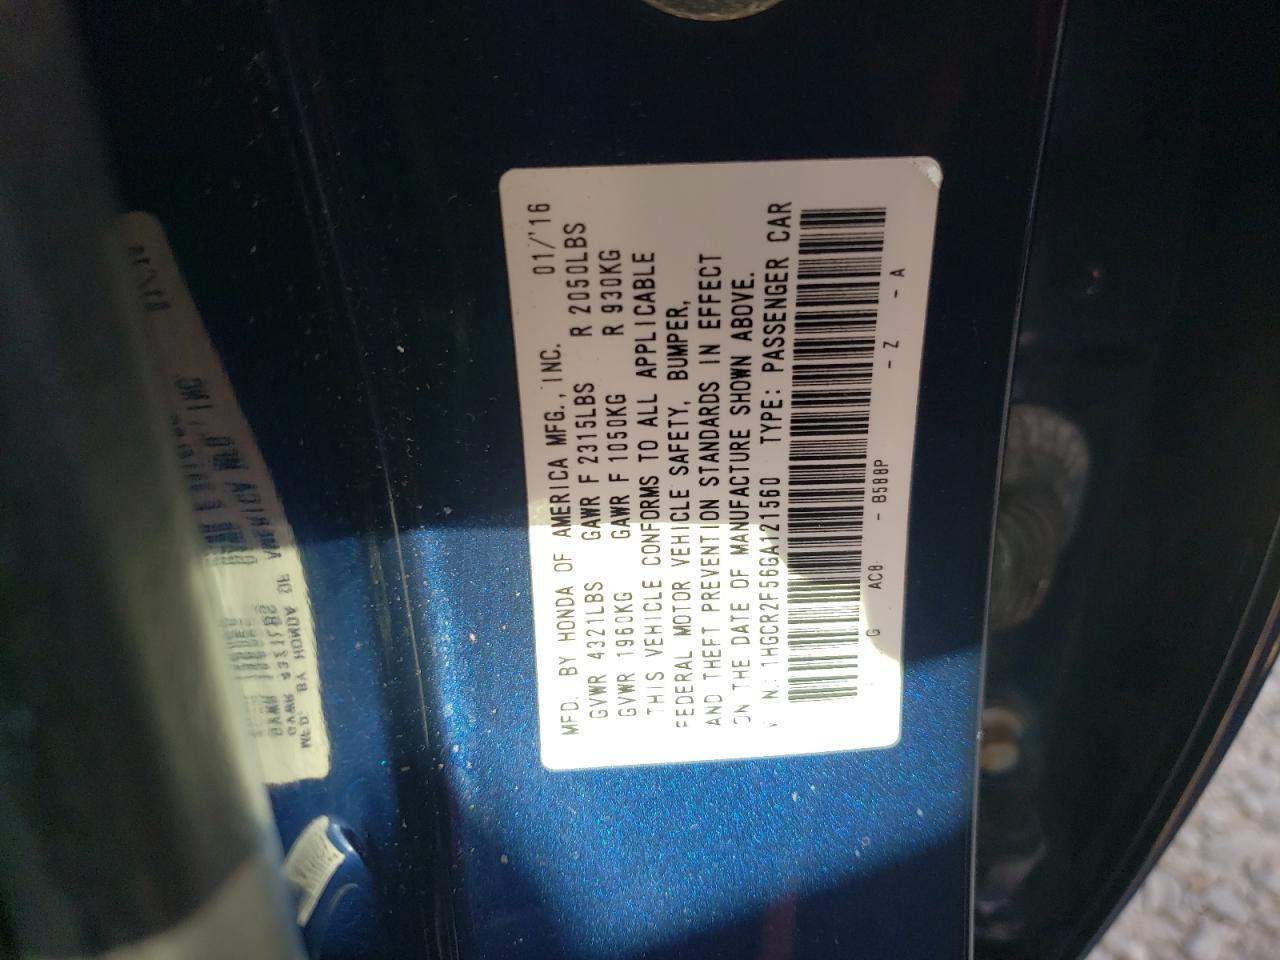 MFD. BY HONDA OF AMERICA MFG., INC. 01/'16
GVWR 4321LBS GAWR F 2315LBS R 2050LBS
GVWR 1960KG GAWR F 1050KG R 930KG
THIS VEHICLE CONFORMS TO ALL APPLICABLE
FEDERAL MOTOR VEHICLE SAFETY, BUMPER,
AND THEFT PREVENTION STANDARDS IN EFFECT
ON THE DATE OF MANUFACTURE SHOWN ABOVE.
V. N.: 1HGCR2F56GA121560 TYPE: PASSENGER CAR
G AC8 - B588P - Z - A